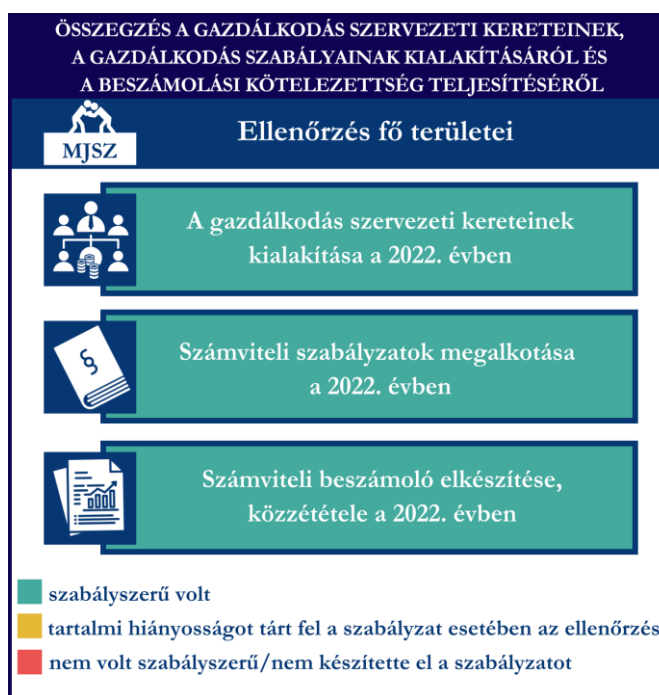 ÖSSZEGZÉS A GAZDÁLKODÁS SZERVEZETI KERETEINEK,
A GAZDÁLKODÁS SZABÁLYAINAK KIALAKÍTÁSÁRÓL ÉS
A BESZÁMOLÁSI KÖTELEZETTSÉG TELJESÍTÉSÉRŐL
MJSZ
Ellenőrzés fő területei
A gazdálkodás szervezeti kereteinek
kialakítása a 2022. évben
§
Számviteli szabályzatok megalkotása
a 2022. évben
Számviteli beszámoló elkészítése,
közzététele a 2022. évben
szabályszerű volt
tartalmi hiányosságot tárt fel a szabályzat esetében az ellenőrzés
nem volt szabályszerű/nem készítette el a szabályzatot